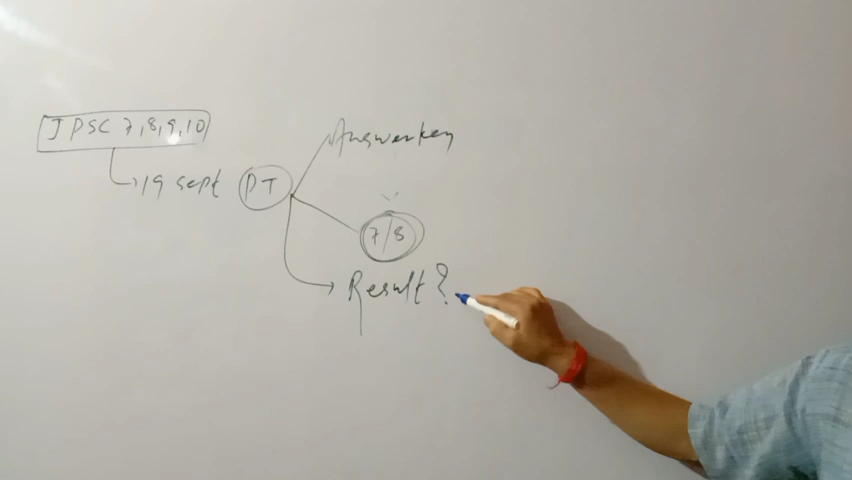 JPSC 7,8,9,10
Answerkey
19 sept PT
7/8
Result?